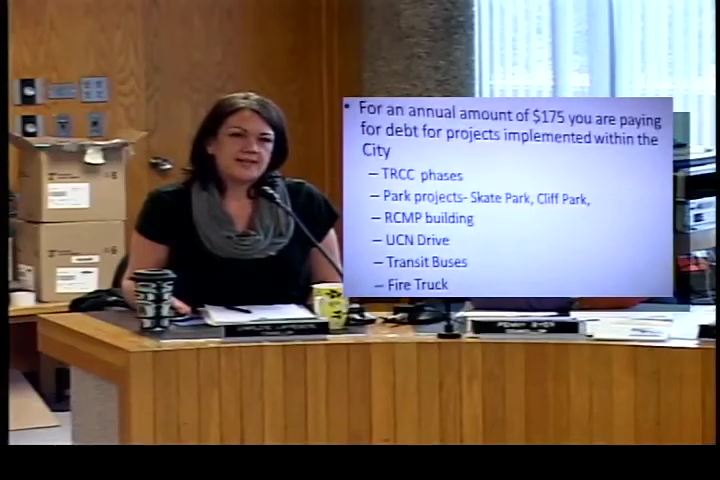 • For an annual amount of $175 you are paying
for debt for projects implemented within the
City
– TRCC phases
– Park projects- Skate Park, Cliff Park,
– RCMP building
– UCN Drive
– Transit Buses
– Fire Truck